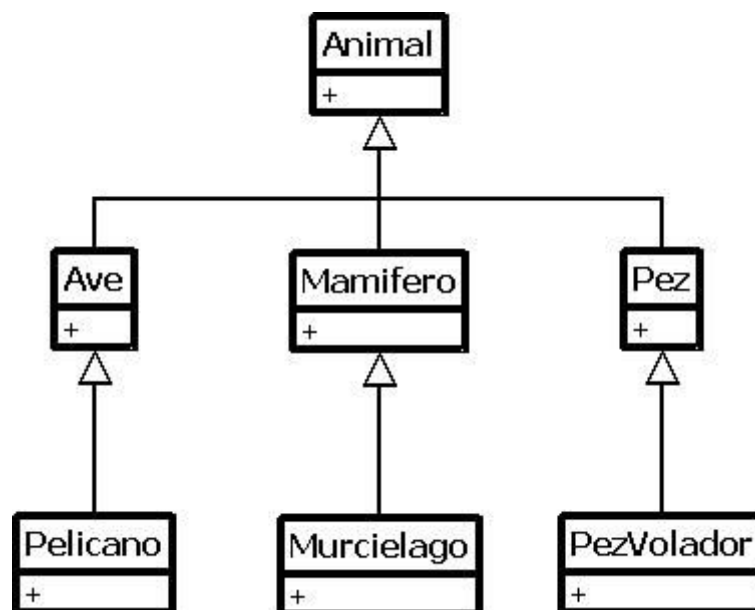 Animal
+
Ave
+
Mamifero
+
Pez
+
Pelicano
+
Murcielago
+
PezVolador
+